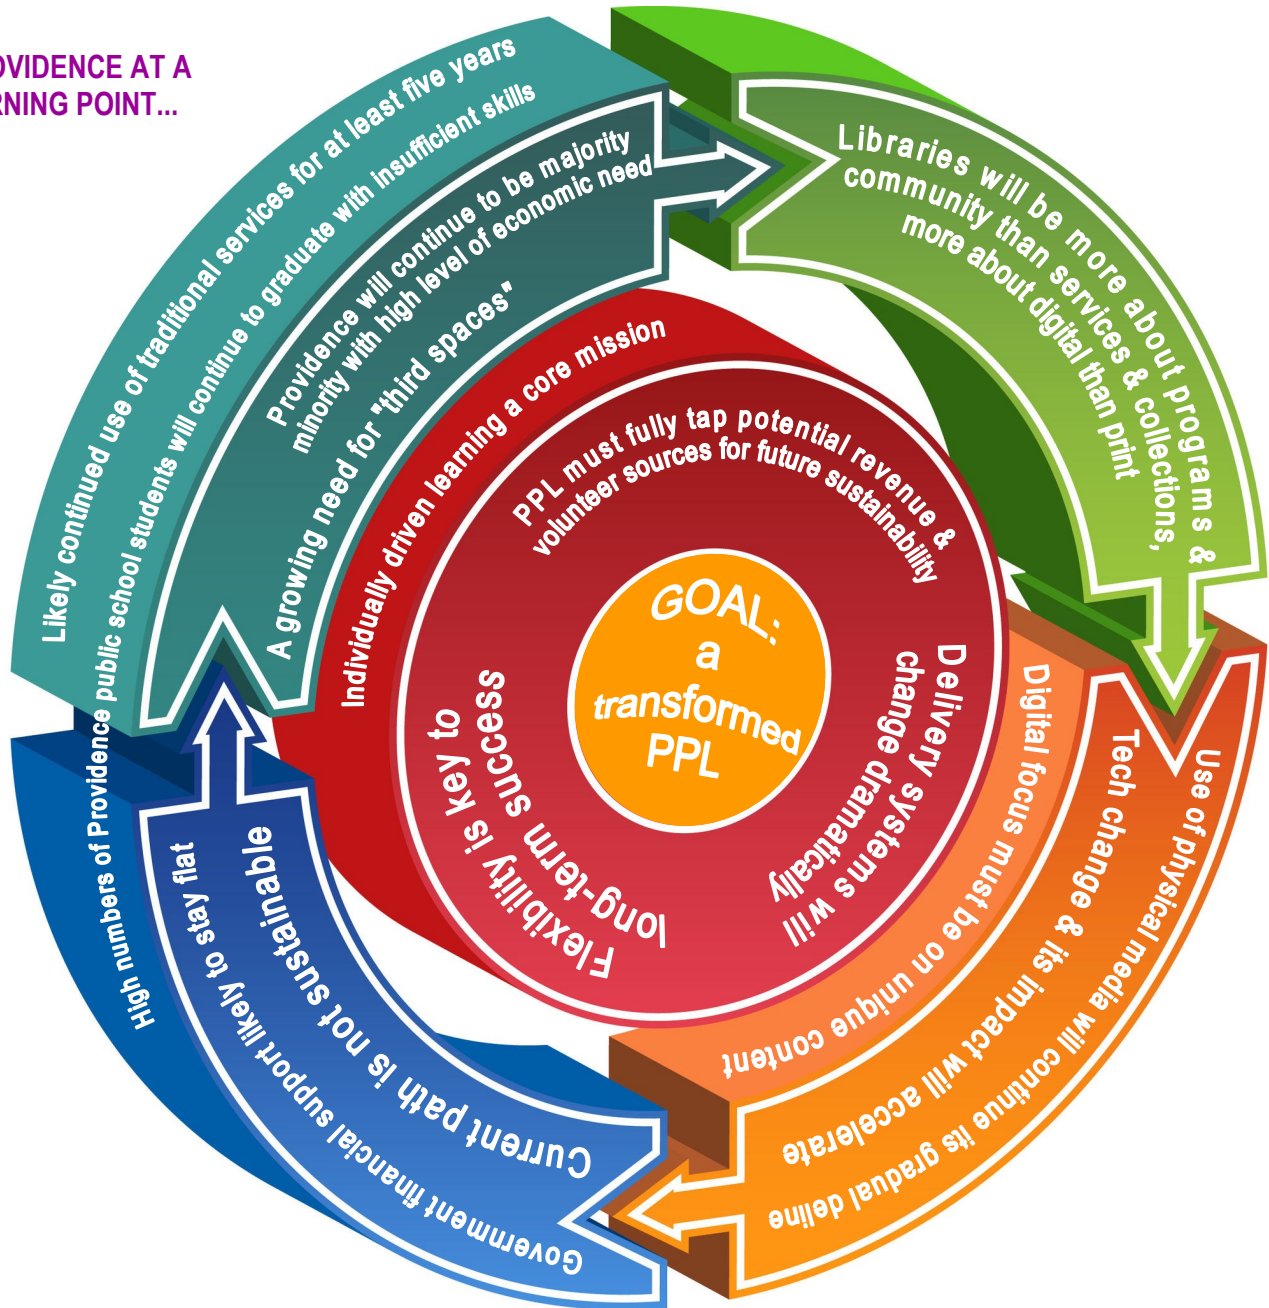 OVIDENCE AT A
RNING POINT...
Likely continued use of traditional services for at least five years
High numbers of Providence public school students will continue to graduate with insufficient skills
Providence will continue to be majority
minority with high level of economic need
A growing need for "third spaces"
Libraries will be more about programs &
community than services & collections,
more about digital than print
Use of physical media will continue its gradual deline
Tech change & its impact will accelerate
Digital focus must be on unique content
Government financial support likely to stay flat
Current path is not sustainable
Individually driven learning a core mission
PPL must fully tap potential revenue &
volunteer sources for future sustainability
Delivery systems will
change dramatically
Flexibility is key to
long-term success
GOAL:
a
transformed
PPL